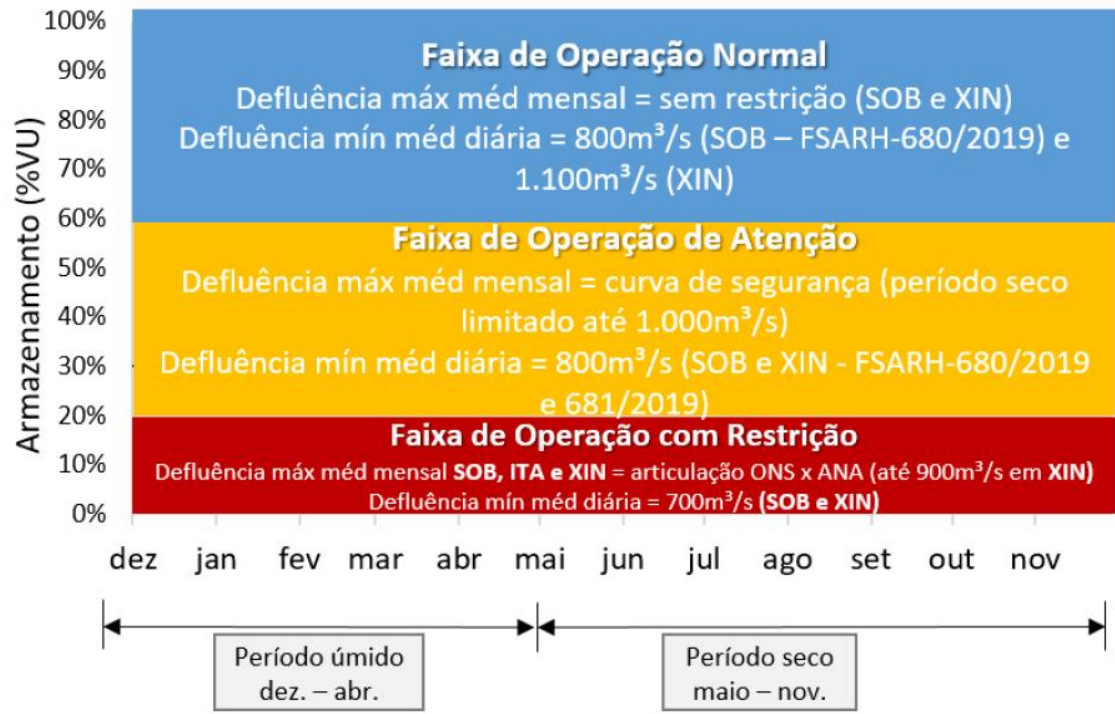 100%
90%
80%
70%
60%
50%
40%
30%
20%
10%
0%
Armazenamento (%VU)
Faixa de Operação Normal
Defluência máx méd mensal = sem restrição (SOB e XIN)
Defluência mín méd diária = 800m³/s (SOB – FSARH-680/2019) e
1.100m³/s (XIN)
Faixa de Operação de Atenção
Defluência máx méd mensal = curva de segurança (período seco
limitado até 1.000m³/s)
Defluência mín méd diária = 800m³/s (SOB e XIN - FSARH-680/2019
e 681/2019)
Faixa de Operação com Restrição
Defluência máx méd mensal SOB, ITA e XIN = articulação ONS x ANA (até 900m³/s em XIN)
Defluência mín méd diária = 700m³/s (SOB e XIN)
dez jan fev mar abr mai jun jul ago set out nov
Período úmido
dez. – abr.
Período seco
maio – nov.